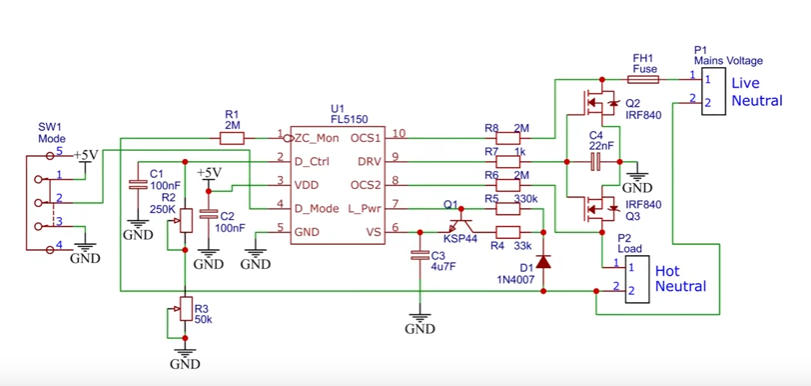 P1
Mains Voltage
FH1
Fuse
1 1 Live
2 2 Neutral
Q2
IRF840
U1
FL5150
R1
2M
SW1
Mode
5
+5V
1
2
3
4
GND
1 ZC_Mon OCS1 10
2 D_Ctrl DRV 9
3 VDD OCS2 8
4 D_Mode L_Pwr 7
5 GND VS 6
R8 2M
R7 1k
R6 2M
R5 330k
C4
22nF
GND
C1
100nF
R2
250K
GND
+5V
C2
100nF
GND
GND
Q1
KSP44
R4 33k
IRF840
Q3
P2
Load
1 1 Hot
2 2 Neutral
C3
4u7F
D1
1N4007
GND
R3
50k
GND